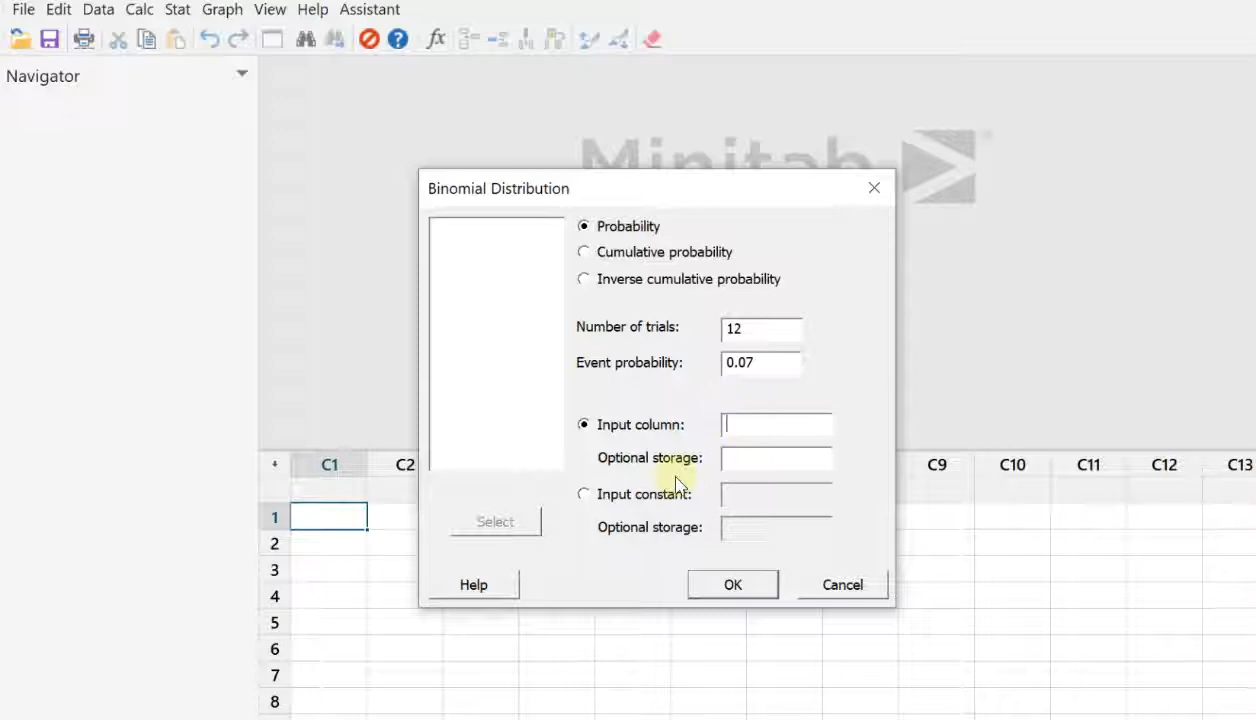 File Edit Data Calc Stat Graph View Help Assistant
fx
Navigator
Minitab
Binomial Distribution
Probability
Cumulative probability
Inverse cumulative probability
Number of trials: 12
Event probability: 0.07
Input column:
Optional storage:
Input constant:
Optional storage:
Select
Help OK Cancel
C1 C2 C9 C10 C11 C12 C13
1
2
3
4
5
6
7
8